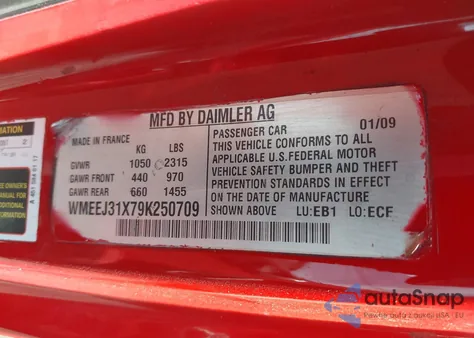 MFD BY DAIMLER AG
MADE IN FRANCE
KG LBS
GVWR 1050 2315
GAWR FRONT 440 970
GAWR REAR 660 1455
WMEEJ31X79K250709
PASSENGER CAR 01/09
THIS VEHICLE CONFORMS TO ALL
APPLICABLE U.S. FEDERAL MOTOR
VEHICLE SAFETY BUMPER AND THEFT
PREVENTION STANDARDS IN EFFECT
ON THE DATE OF MANUFACTURE
SHOWN ABOVE LU:EB1 LO:ECF
autoSnap